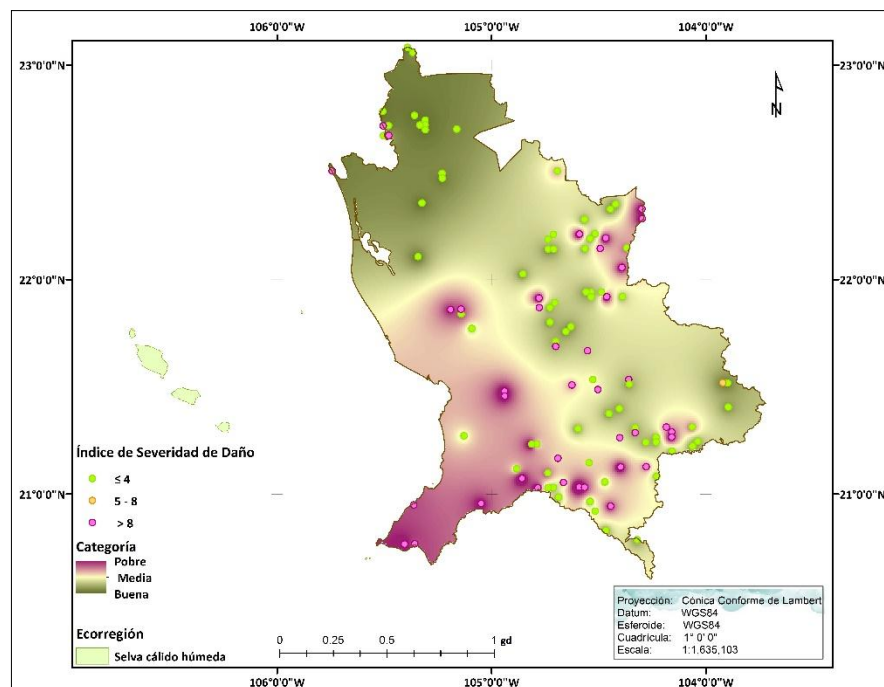 106°0'0"W 105°0'0"W 104°0'0"W
23°0'0"N 23°0'0"N
N
22°0'0"N 22°0'0"N
21°0'0"N 21°0'0"N
Índice de Severidad de Daño
≤ 4
5 - 8
> 8
Categoría
Pobre
Media
Buena
Ecorregión
Selva cálido húmeda
0 0.25 0.5 1 gd
Proyección: Cónica Conforme de Lambert
Datum: WGS84
Esferoide: WGS84
Cuadrícula: 1° 0' 0"
Escala: 1:1,635,103
106°0'0"W 105°0'0"W 104°0'0"W